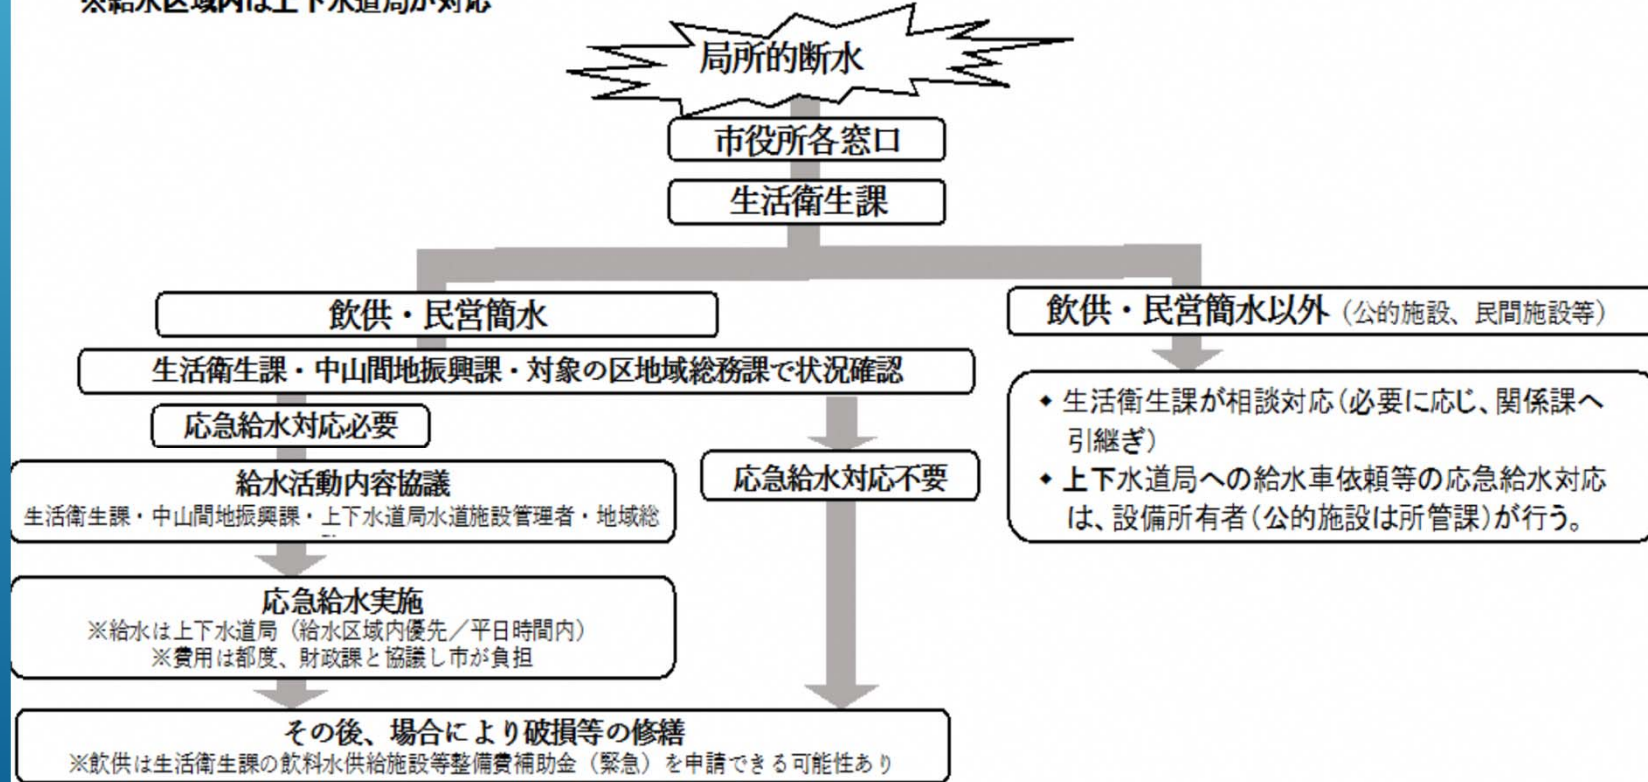 ※給水区域内は上下水道局が対応
局所的断水
市役所各窓口
生活衛生課
飲供・民営簡水
生活衛生課・中山間地振興課・対象の区地域総務課で状況確認
応急給水対応必要
給水活動内容協議
生活衛生課・中山間地振興課・上下水道局水道施設管理者・地域総
応急給水実施
※給水は上下水道局（給水区域内優先／平日時間内）
※費用は都度、財政課と協議し市が負担
応急給水対応不要
その後、場合により破損等の修繕
※飲供は生活衛生課の飲料水供給施設等整備費補助金（緊急）を申請できる可能性あり
飲供・民営簡水以外（公的施設、民間施設等）
◆ 生活衛生課が相談対応（必要に応じ、関係課へ
引継ぎ）
◆ 上下水道局への給水車依頼等の応急給水対応
は、設備所有者（公的施設は所管課）が行う。